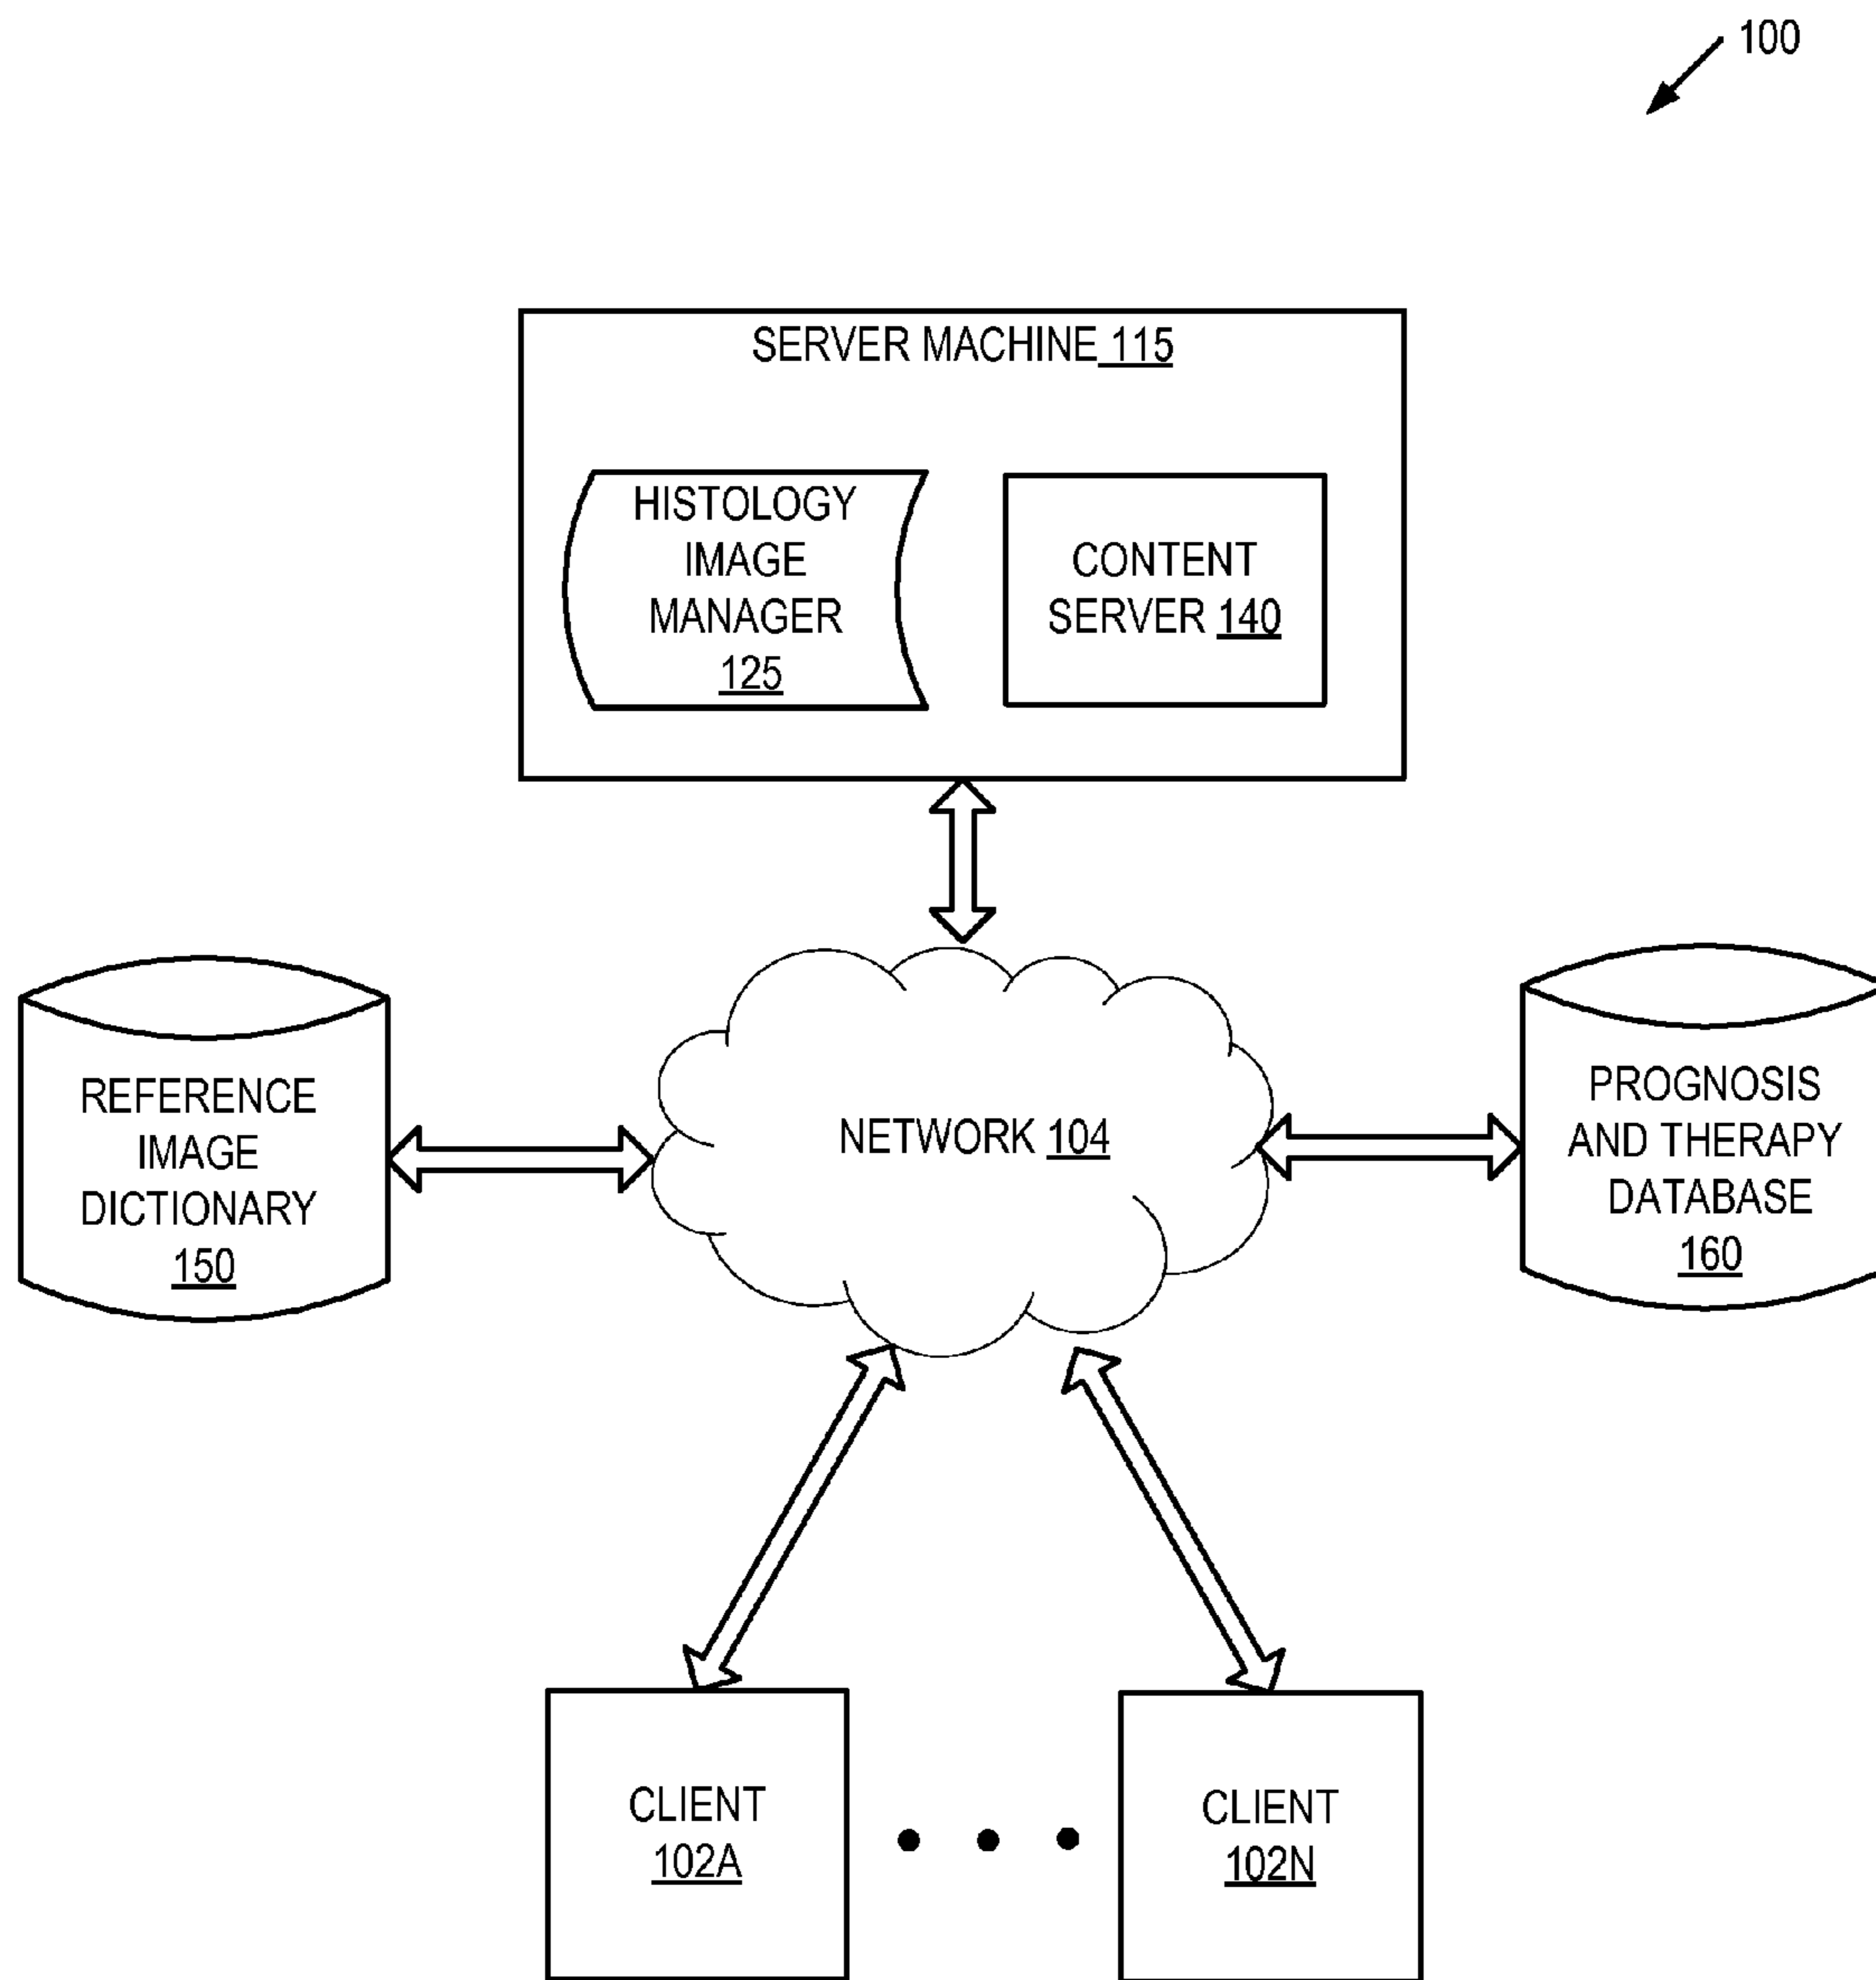 100
SERVER MACHINE 115
HISTOLOGY
IMAGE
MANAGER
125
CONTENT
SERVER 140
REFERENCE
IMAGE
DICTIONARY
150
NETWORK 104
PROGNOSIS
AND THERAPY
DATABASE
160
CLIENT
102A
CLIENT
102N